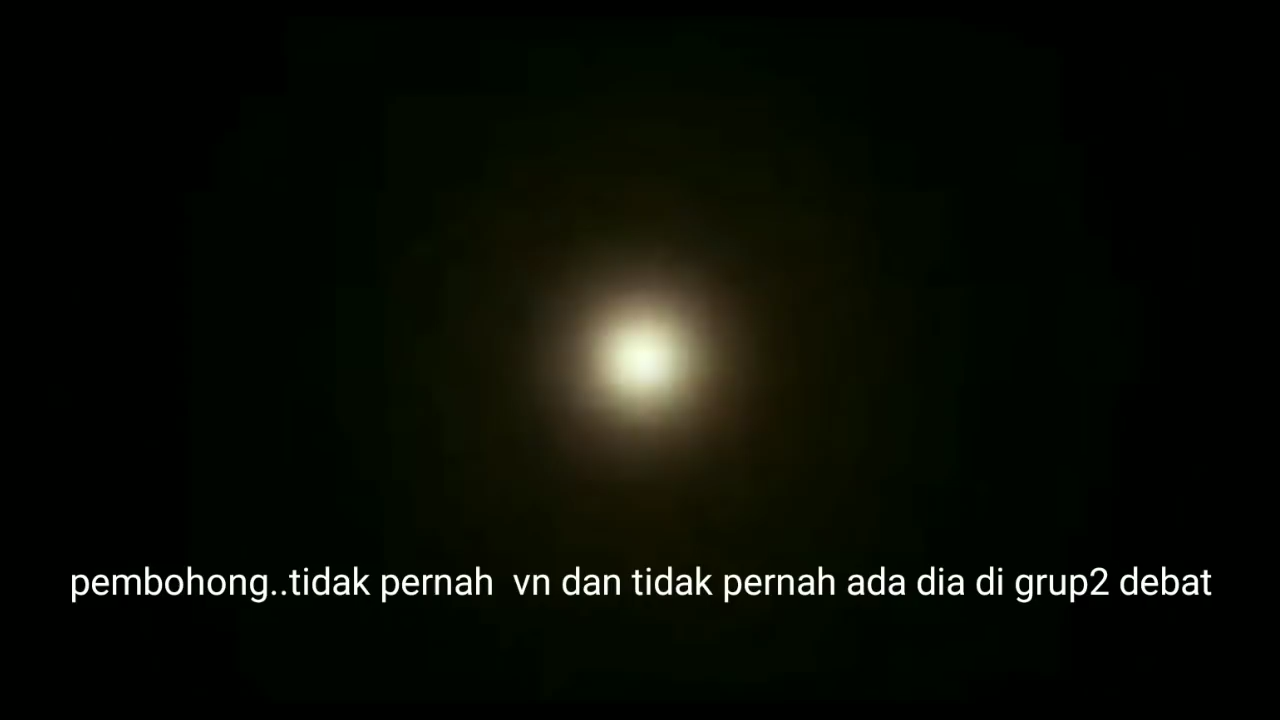 pembohong..tidak pernah  vn dan tidak pernah ada dia di grup2 debat